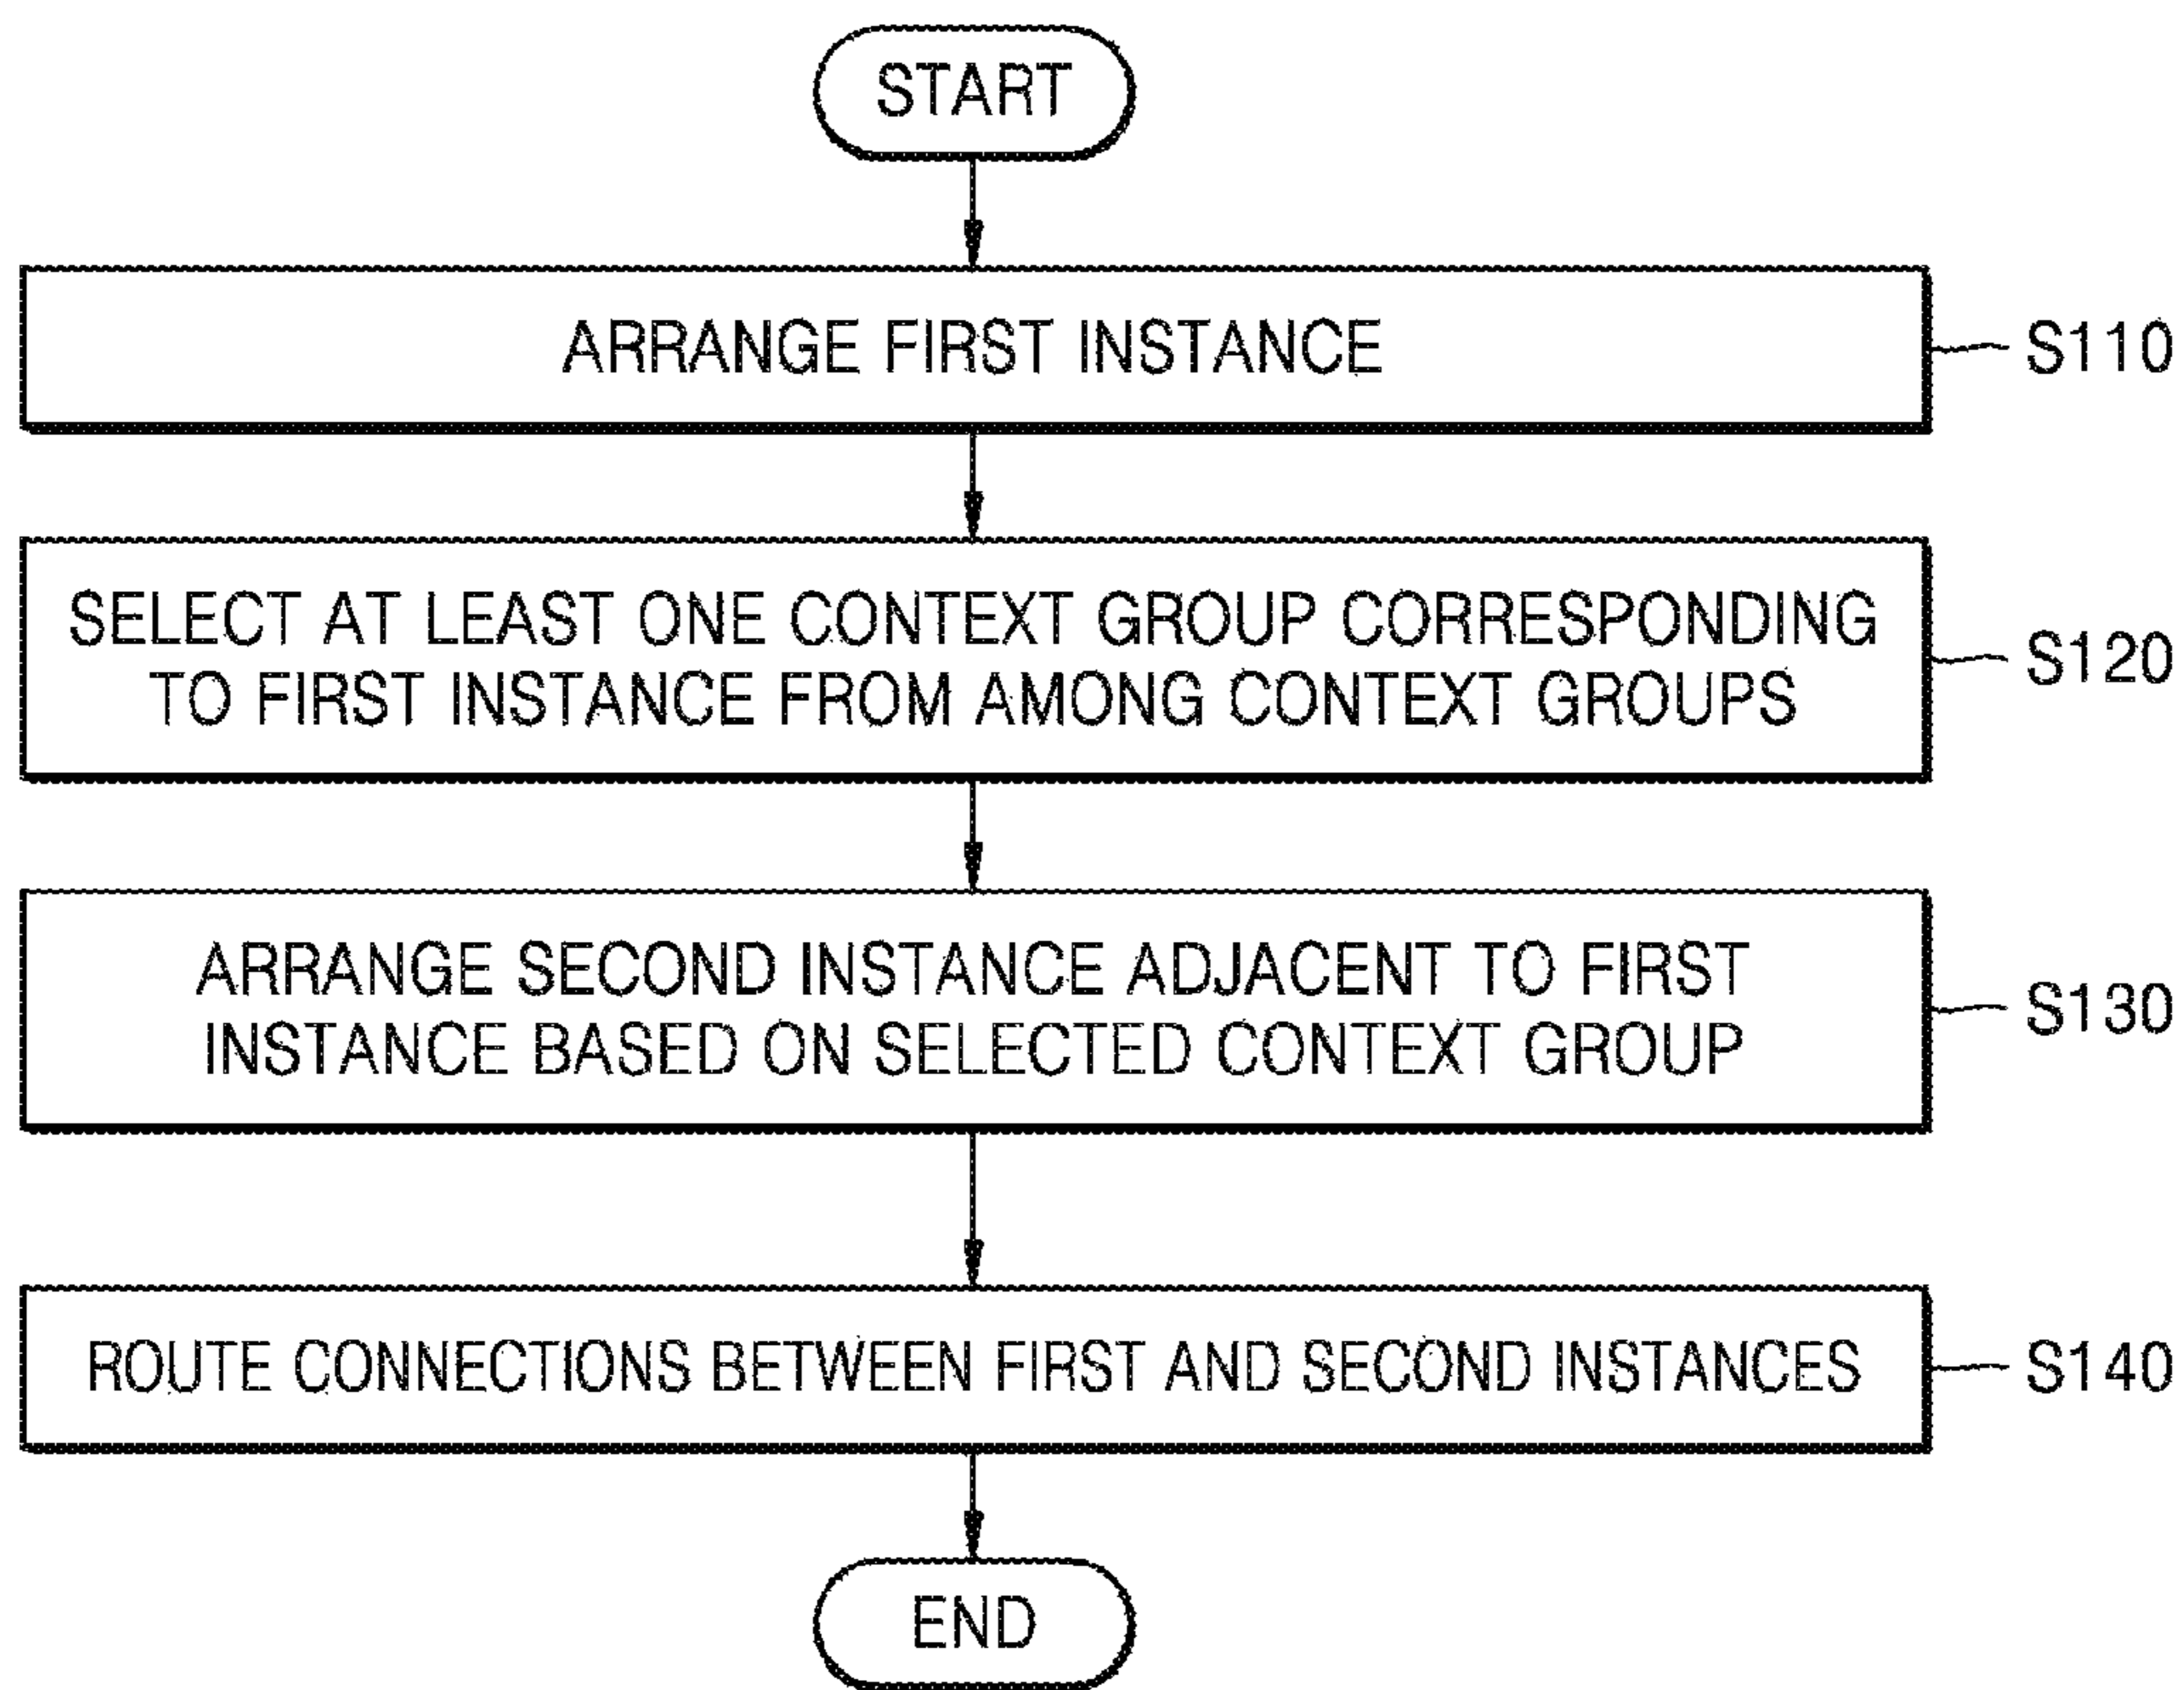 START
ARRANGE FIRST INSTANCE
S110
SELECT AT LEAST ONE CONTEXT GROUP CORRESPONDING
TO FIRST INSTANCE FROM AMONG CONTEXT GROUPS
S120
ARRANGE SECOND INSTANCE ADJACENT TO FIRST
INSTANCE BASED ON SELECTED CONTEXT GROUP
S130
ROUTE CONNECTIONS BETWEEN FIRST AND SECOND INSTANCES
S140
END